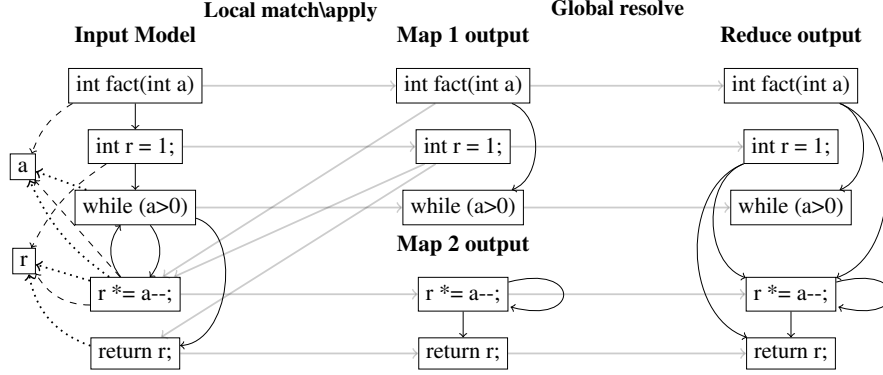 Local match\apply
Global resolve
Input Model
Map 1 output
Reduce output
int fact(int a)
int fact(int a)
int fact(int a)
int r = 1;
int r = 1;
int r = 1;
a
while (a>0)
while (a>0)
while (a>0)
Map 2 output
r
r *= a--;
r *= a--;
r *= a--;
return r;
return r;
return r;